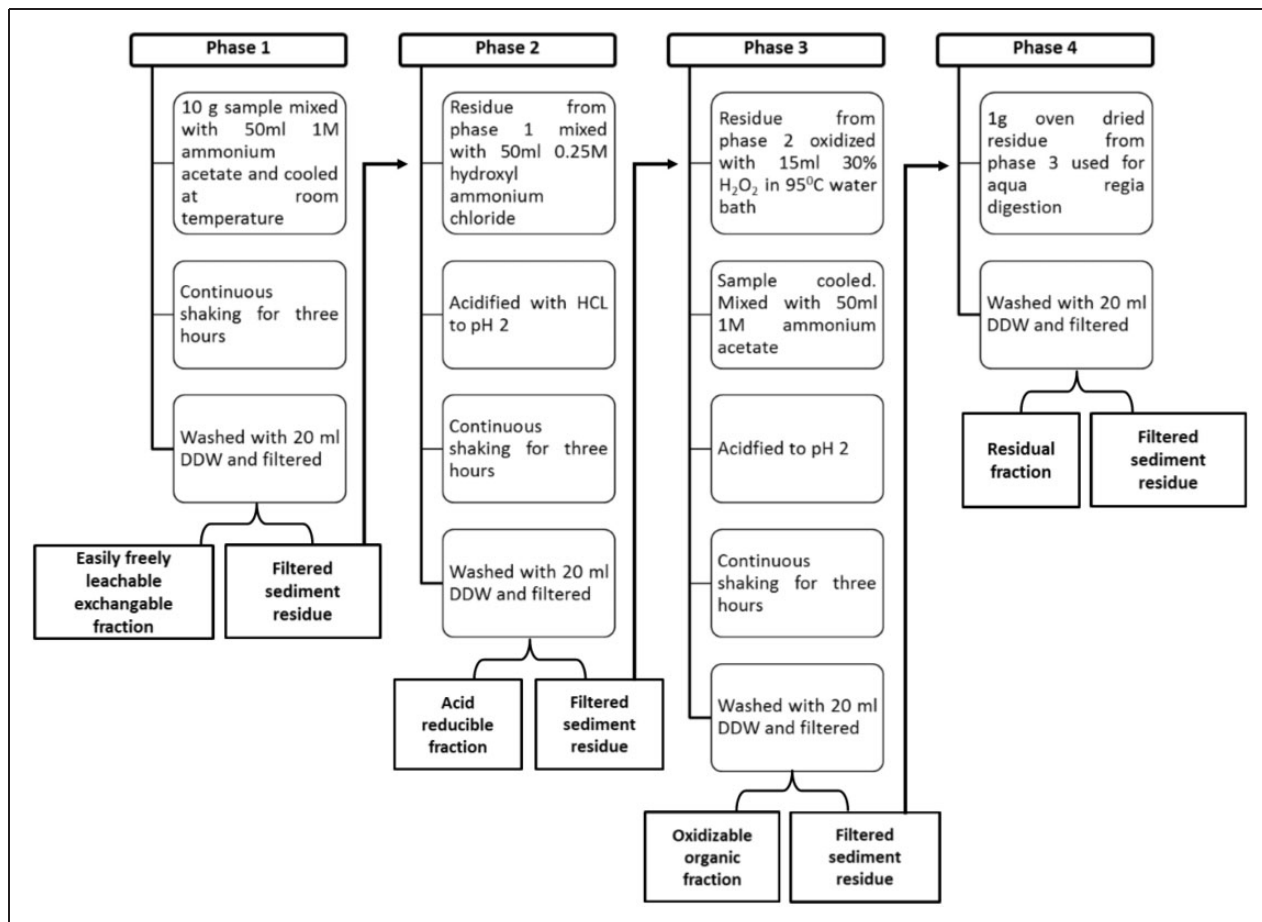 Phase 1
10 g sample mixed
with 50ml 1M
ammonium
acetate and cooled
at room
temperature
Continuous
shaking for three
hours
Washed with 20 ml
DDW and filtered
Easily freely
leachable
exchangable
fraction
Filtered
sediment
residue
Phase 2
Residue from
phase 1 mixed
with 50ml 0.25M
hydroxyl
ammonium
chloride
Acidified with HCL
to pH 2
Continuous
shaking for three
hours
Washed with 20 ml
DDW and filtered
Acid
reducible
fraction
Filtered
sediment
residue
Phase 3
Residue from
phase 2 oxidized
with 15ml 30%
H₂O₂ in 95⁰C water
bath
Sample cooled.
Mixed with 50ml
1M ammonium
acetate
Acidfied to pH 2
Continuous
shaking for three
hours
Washed with 20 ml
DDW and filtered
Oxidizable
organic
fraction
Filtered
sediment
residue
Phase 4
1g oven dried
residue from
phase 3 used for
aqua regia
digestion
Washed with 20 ml
DDW and filtered
Residual
fraction
Filtered
sediment
residue